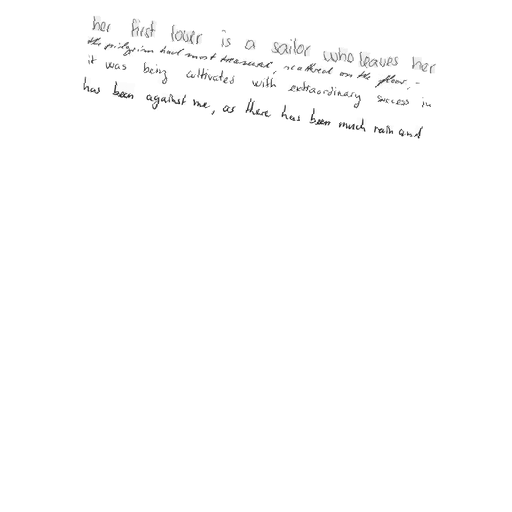 her first lover is a sailor who leaves her
the pilgrims had most treasured, scattered on the floor, -
it was being cultivated with extraordinary success in
has been against me, as there has been much rain and